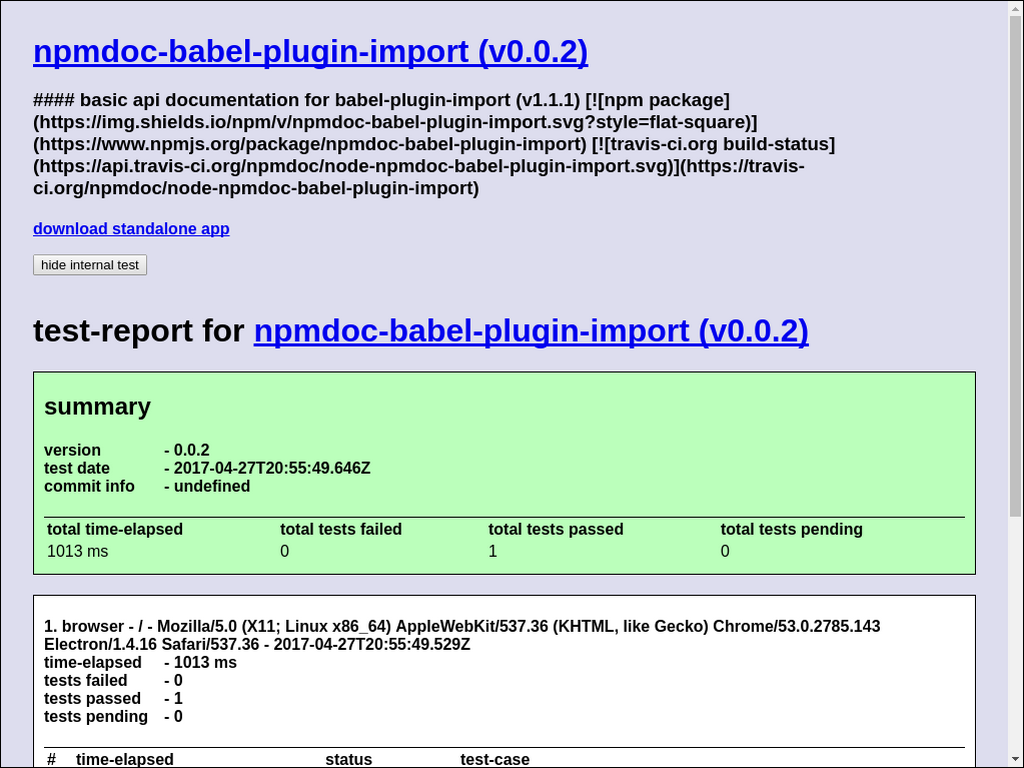 npmdoc-babel-plugin-import (v0.0.2)
#### basic api documentation for babel-plugin-import (v1.1.1) [![npm package]
(https://img.shields.io/npm/v/npmdoc-babel-plugin-import.svg?style=flat-square)]
(https://www.npmjs.org/package/npmdoc-babel-plugin-import) [![travis-ci.org build-status]
(https://api.travis-ci.org/npmdoc/node-npmdoc-babel-plugin-import.svg)](https://travis-
ci.org/npmdoc/node-npmdoc-babel-plugin-import)
download standalone app
hide internal test
test-report for npmdoc-babel-plugin-import (v0.0.2)
summary
version - 0.0.2
test date - 2017-04-27T20:55:49.646Z
commit info - undefined
total time-elapsed total tests failed total tests passed total tests pending
1013 ms 0 1 0
1. browser - / - Mozilla/5.0 (X11; Linux x86_64) AppleWebKit/537.36 (KHTML, like Gecko) Chrome/53.0.2785.143
Electron/1.4.16 Safari/537.36 - 2017-04-27T20:55:49.529Z
time-elapsed - 1013 ms
tests failed - 0
tests passed - 1
tests pending - 0
# time-elapsed status test-case